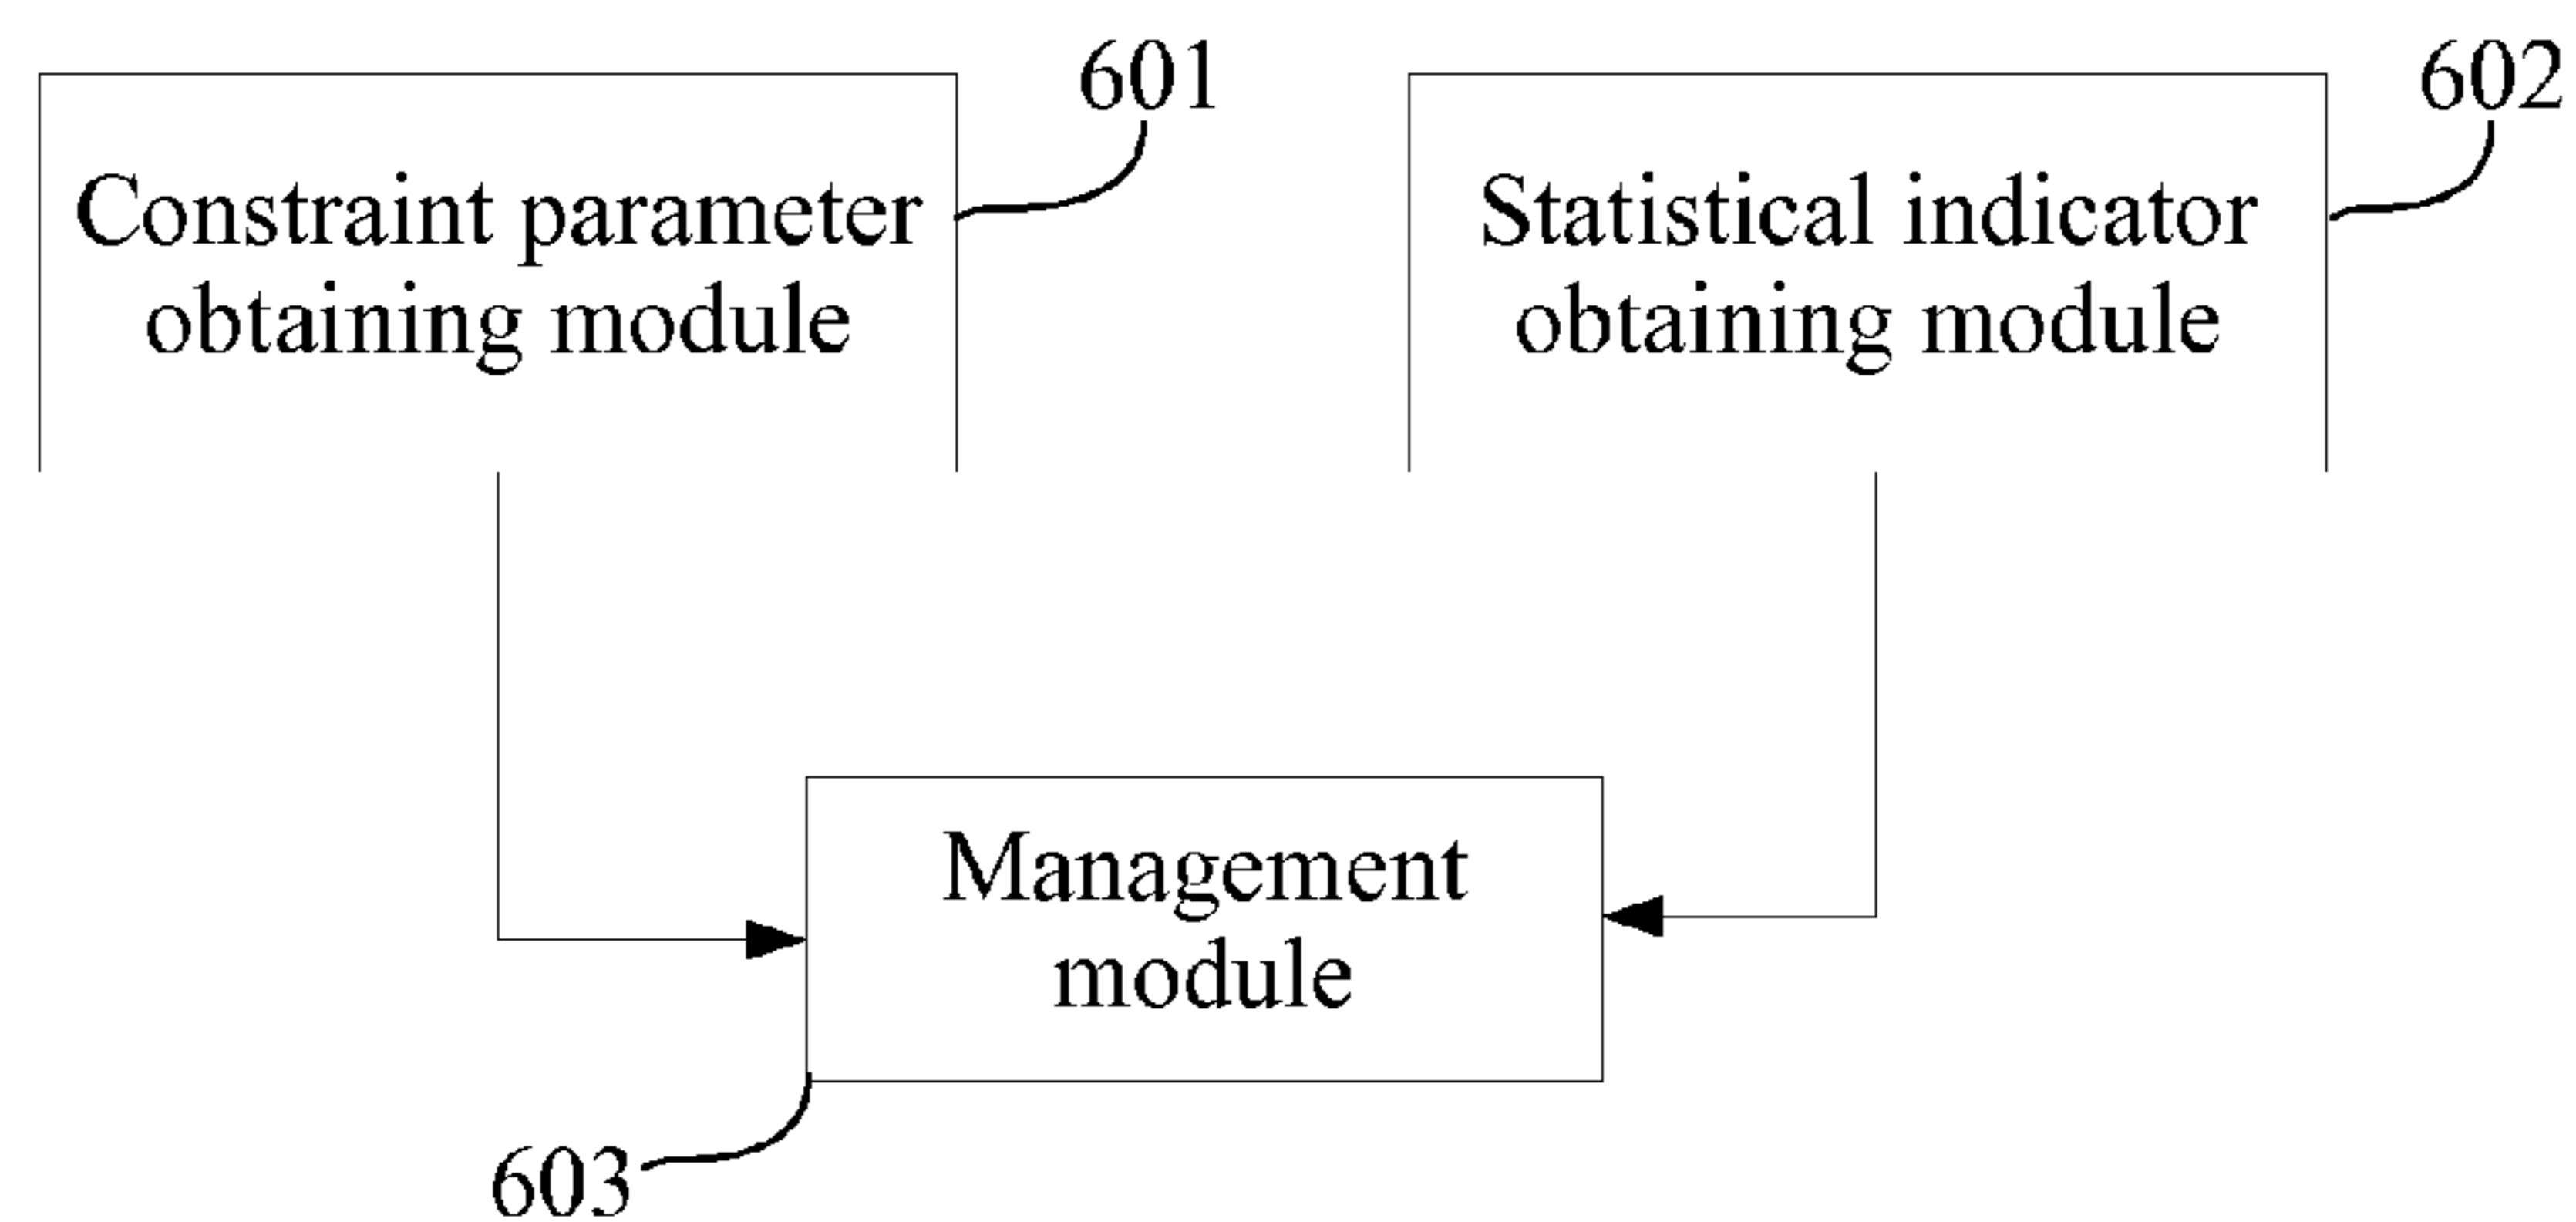 601
602
Constraint parameter
obtaining module
Statistical indicator
obtaining module
Management
module
603